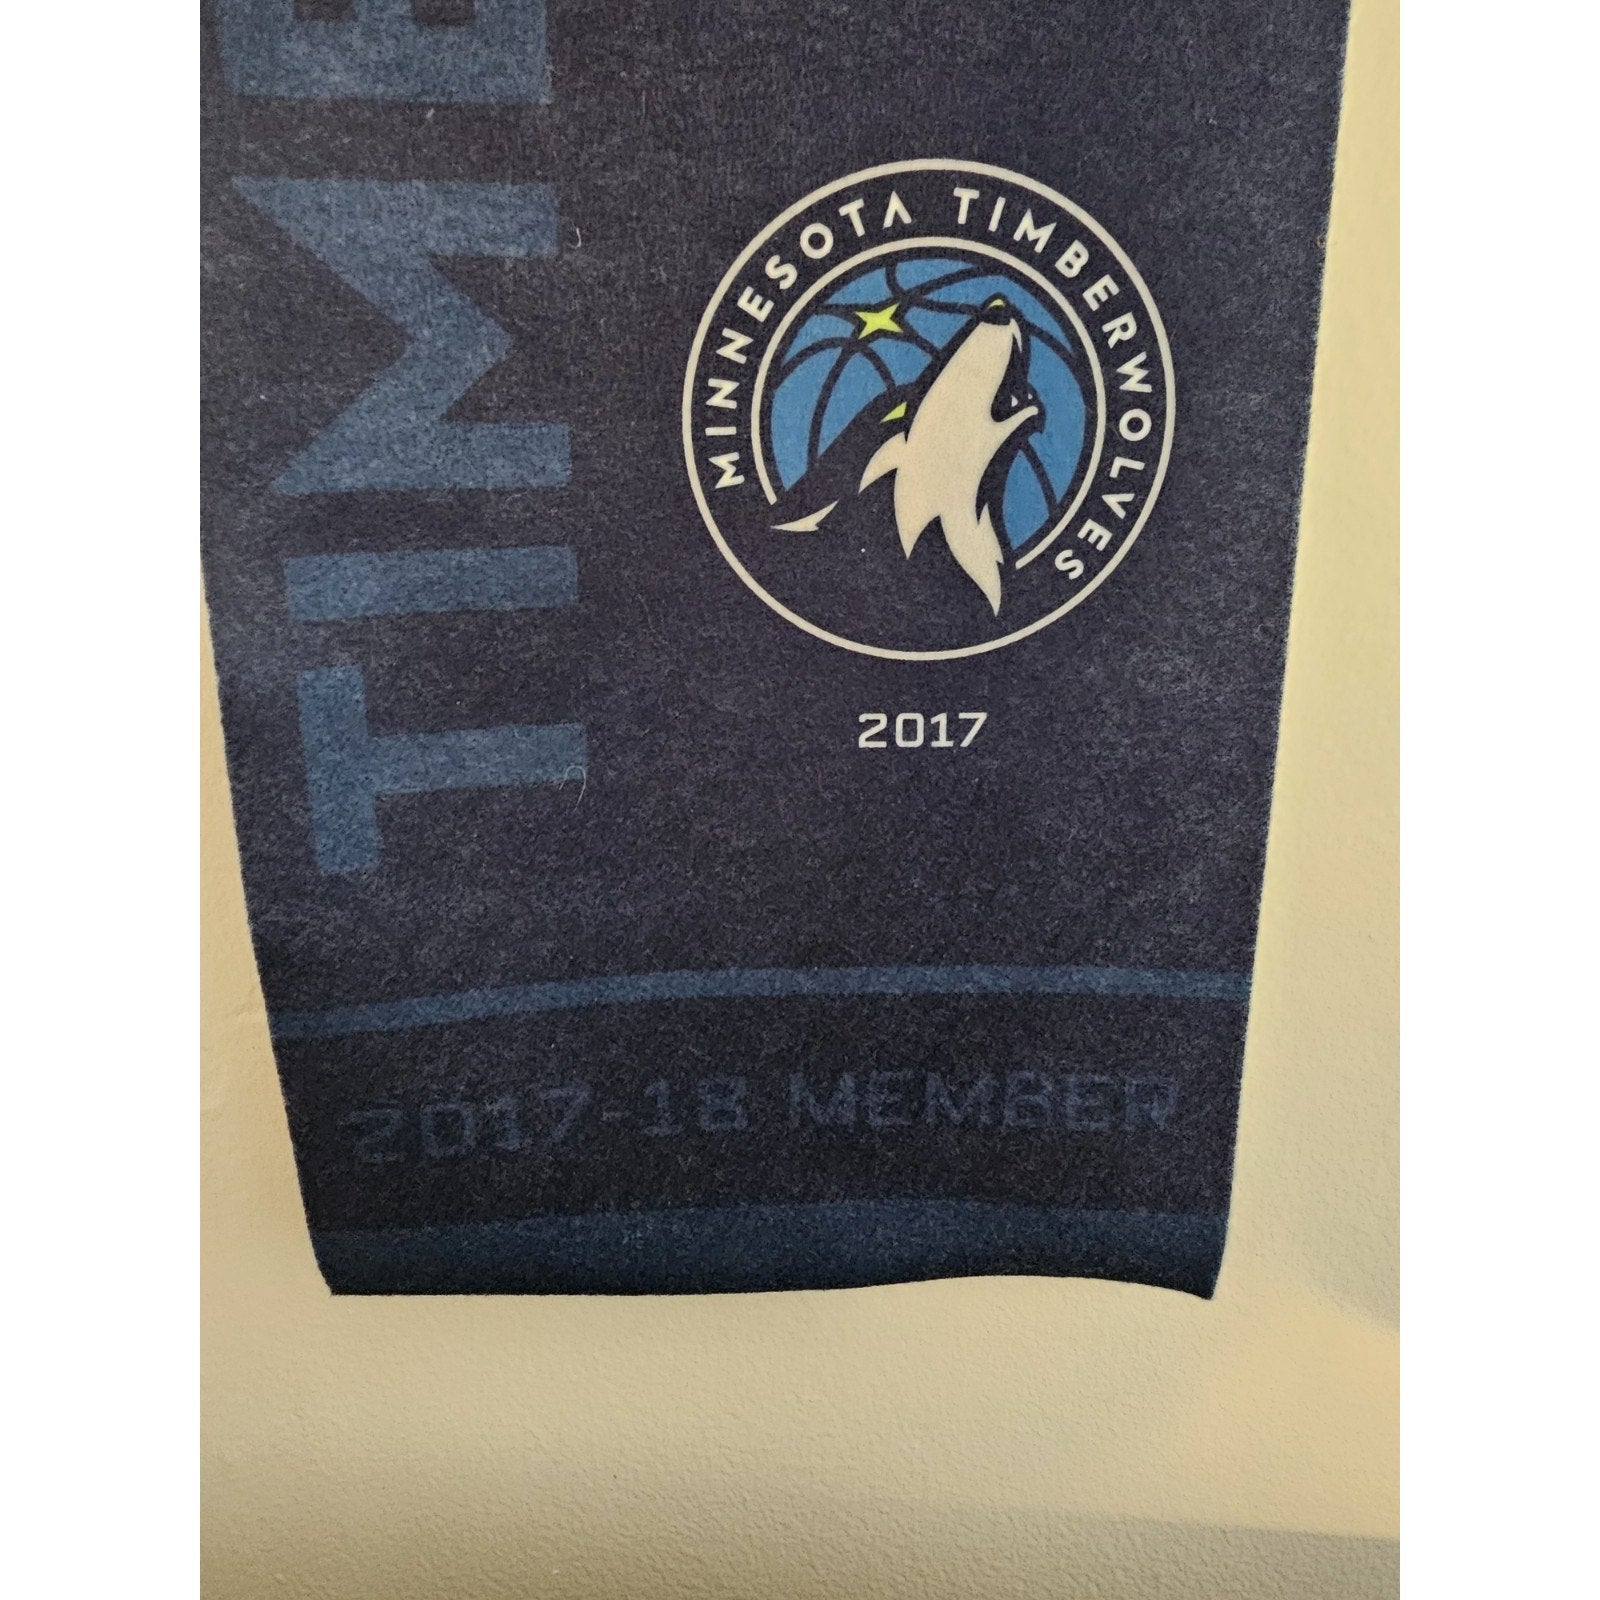 TIMB
MINNESOTA TIMBERWOLVES
2017
2017-18 MEMBER